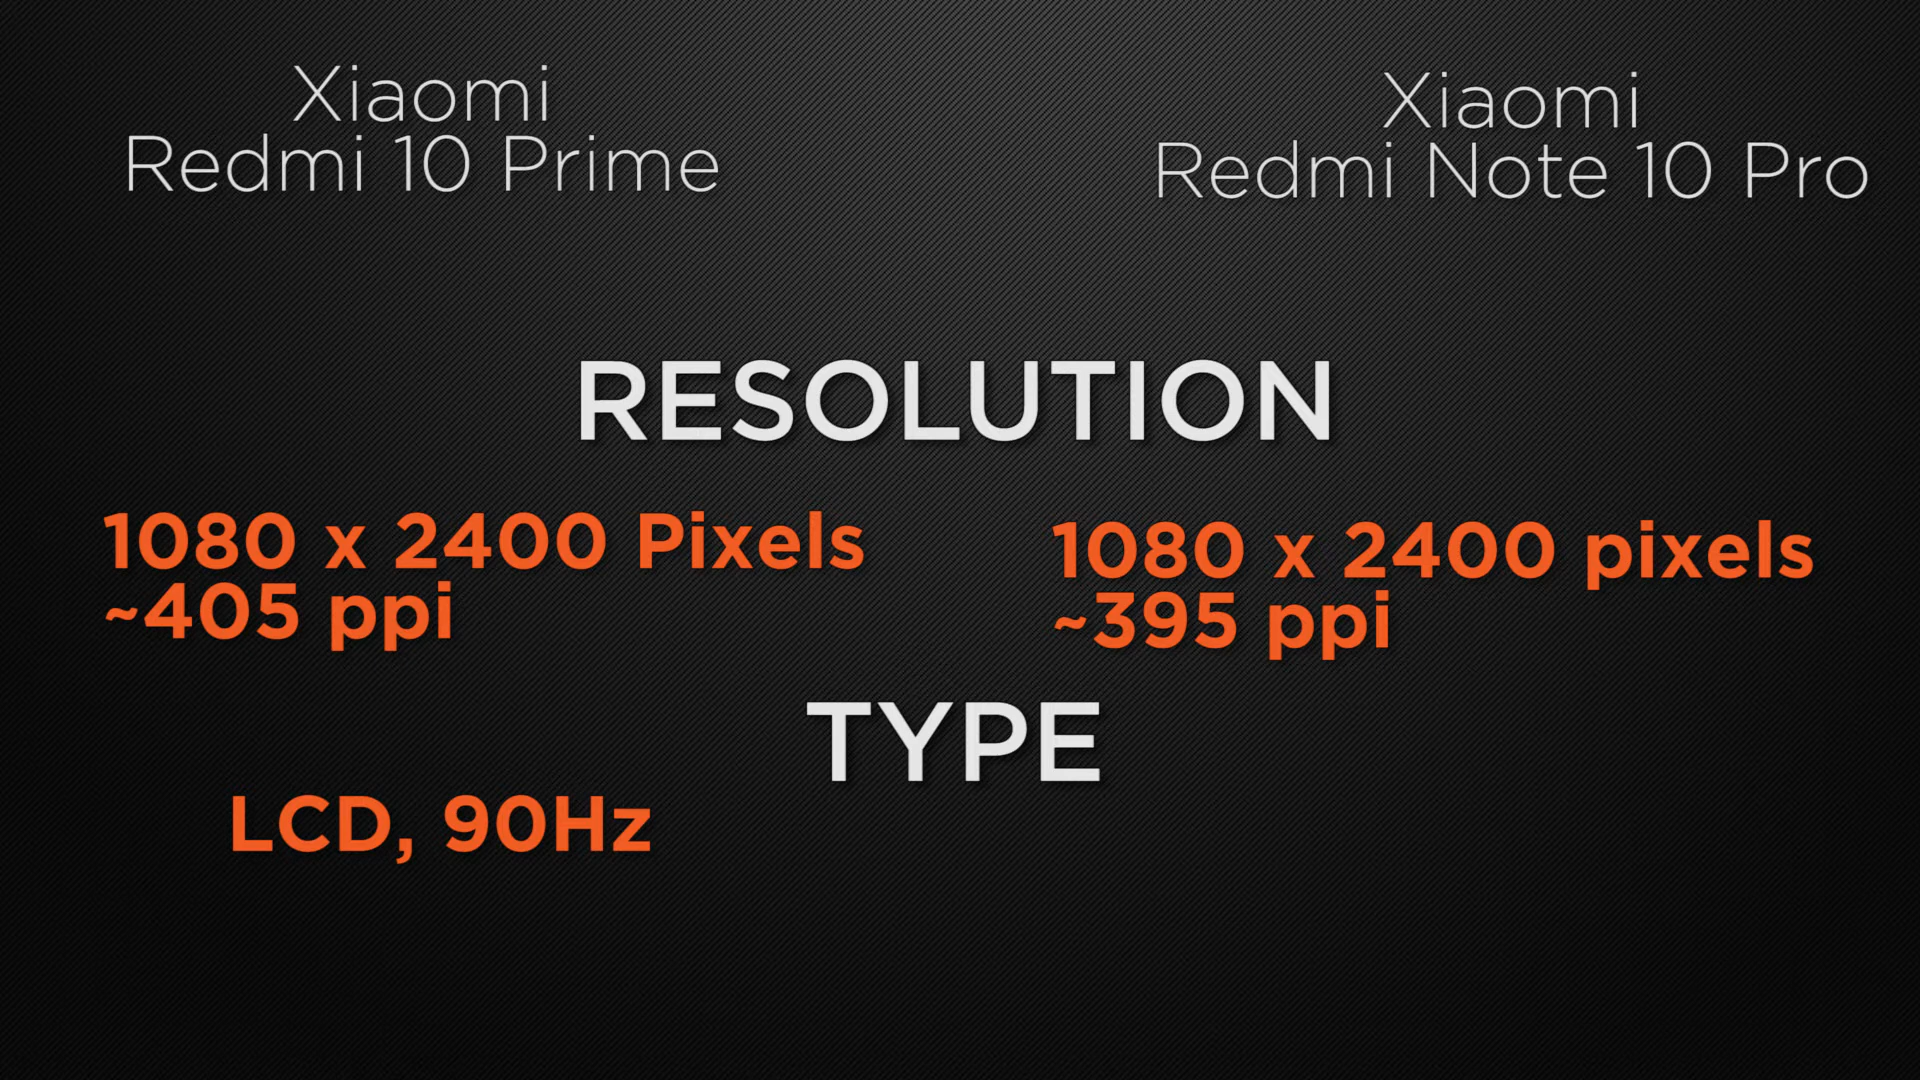 Xiaomi
Redmi 10 Prime
Xiaomi
Redmi Note 10 Pro
RESOLUTION
1080 x 2400 Pixels
~405 ppi
1080 x 2400 pixels
~395 ppi
TYPE
LCD, 90Hz